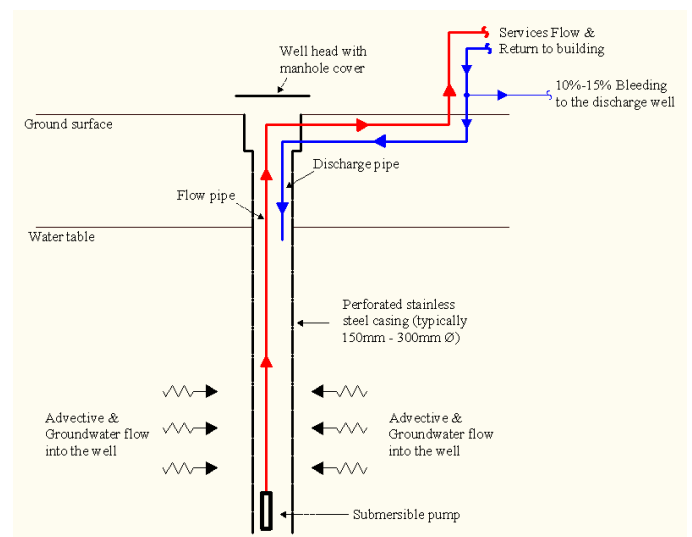 Services Flow &
Return to building
Well head with
manhole cover
10%-15% Bleeding
to the discharge well
Ground surface
Discharge pipe
Flow pipe
Water table
Perforated stainless
steel casing (typically
150mm - 300mm Ø)
Advective &
Groundwater flow
into the well
Advective &
Groundwater flow
into the well
Submersible pump